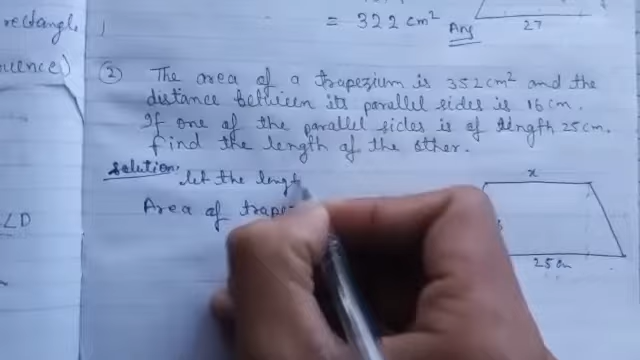 rectangle
= 322 cm²
Ans
27
② The area of a trapezium is 352 cm² and the
distance between its parallel sides is 16 cm.
If one of the parallel sides is of length 25 cm.
find the length of the other.
Solution: let the lengt
Area of trape
x
25 cm